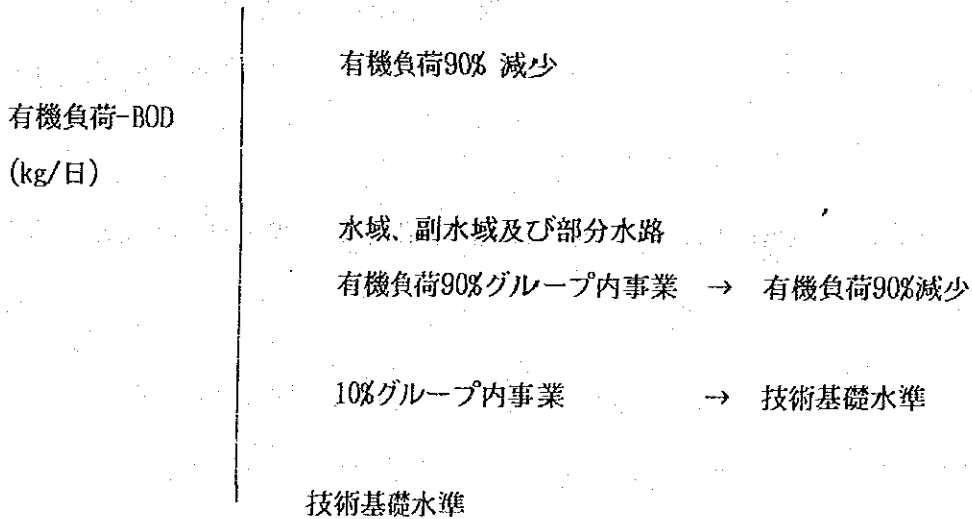 有機負荷90% 減少
有機負荷-BOD
(kg/日)
水域、副水域及び部分水路
有機負荷90%グループ内事業 → 有機負荷90%減少
10%グループ内事業 → 技術基礎水準
技術基礎水準